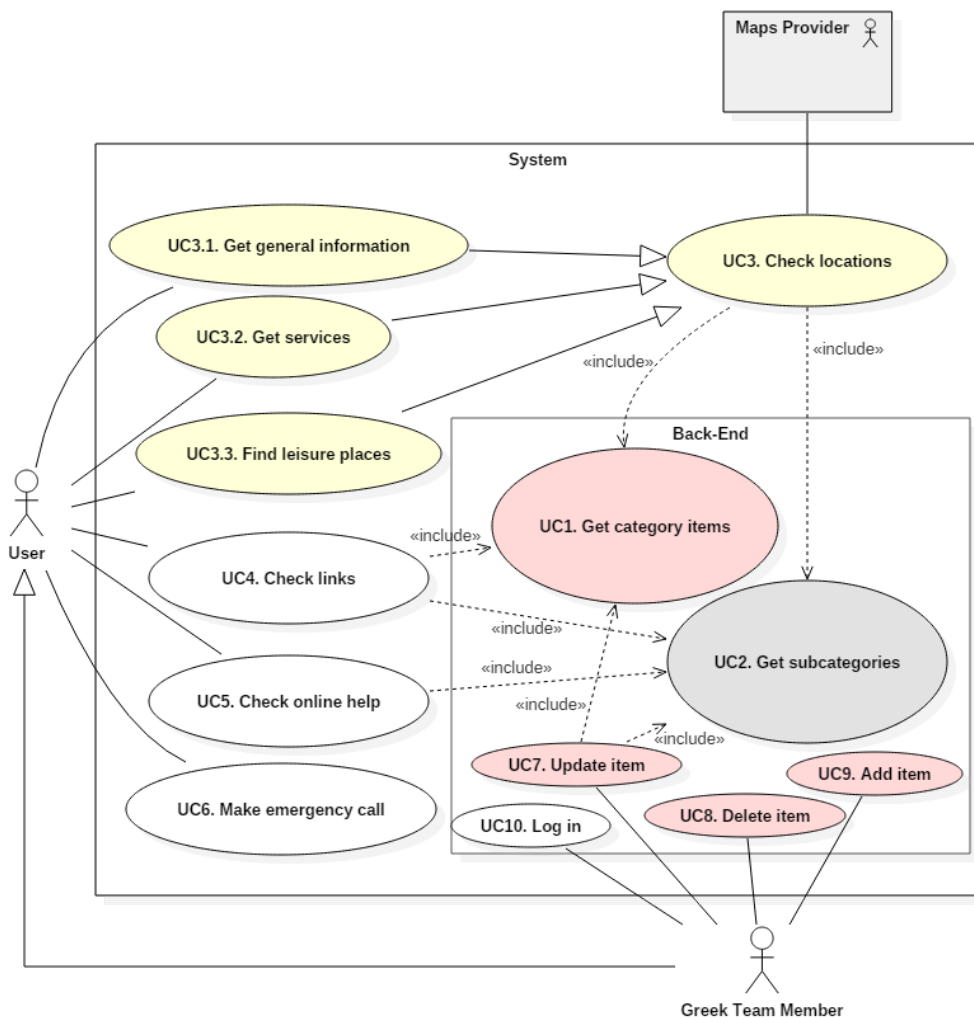 Maps Provider
System
UC3.1. Get general information
UC3. Check locations
UC3.2. Get services
«include»
«include»
UC3.3. Find leisure places
Back-End
User
UC1. Get category items
«include»
UC4. Check links
«include»
UC2. Get subcategories
«include»
UC5. Check online help
«include»
«include»
UC7. Update item
UC9. Add item
UC6. Make emergency call
UC8. Delete item
UC10. Log in
Greek Team Member